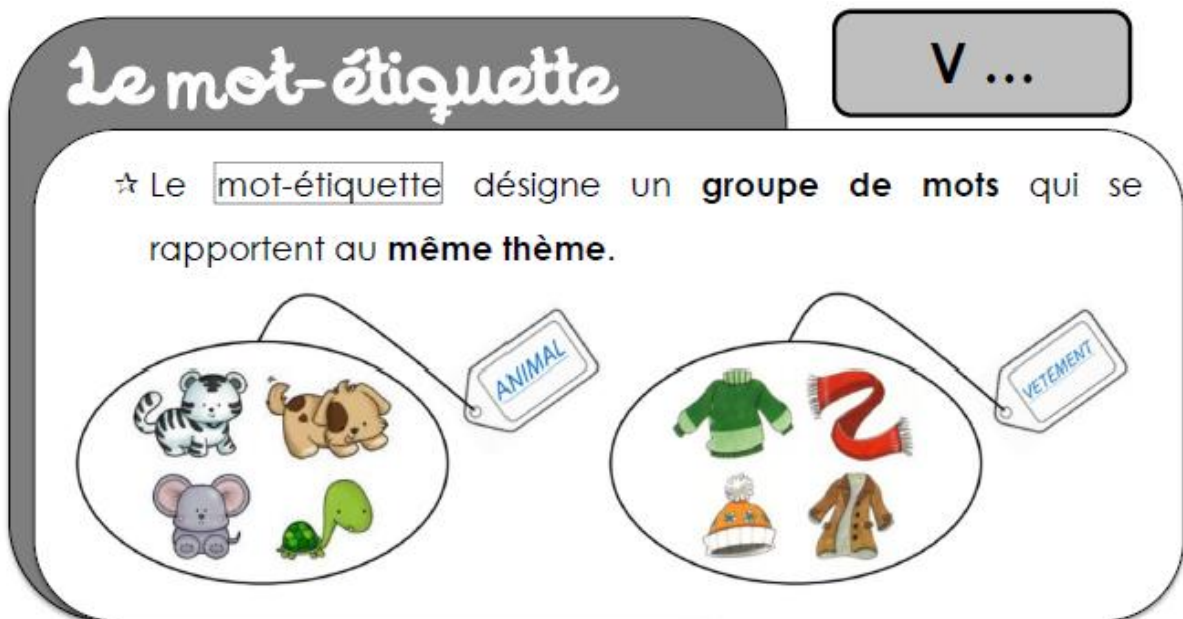 Le mot-étiquette
V ...
☆ Le mot-étiquette désigne un groupe de mots qui se
rapportent au même thème.
ANIMAL
VETEMENT